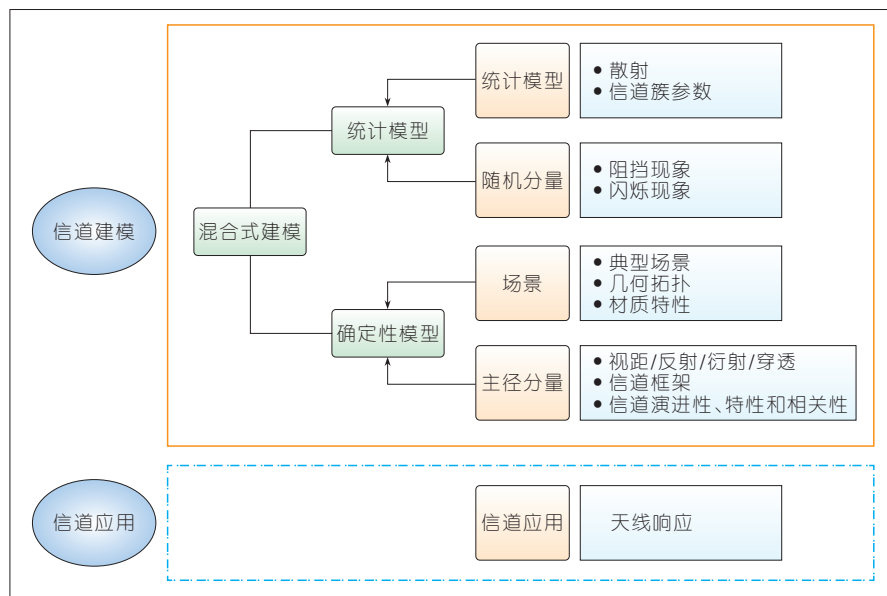 信道建模
混合式建模
统计模型
确定性模型
统计模型
• 散射
• 信道簇参数
随机分量
• 阻挡现象
• 闪烁现象
场景
• 典型场景
• 几何拓扑
• 材质特性
主径分量
• 视距/反射/衍射/穿透
• 信道框架
• 信道演进性、特性和相关性
信道应用
信道应用
天线响应